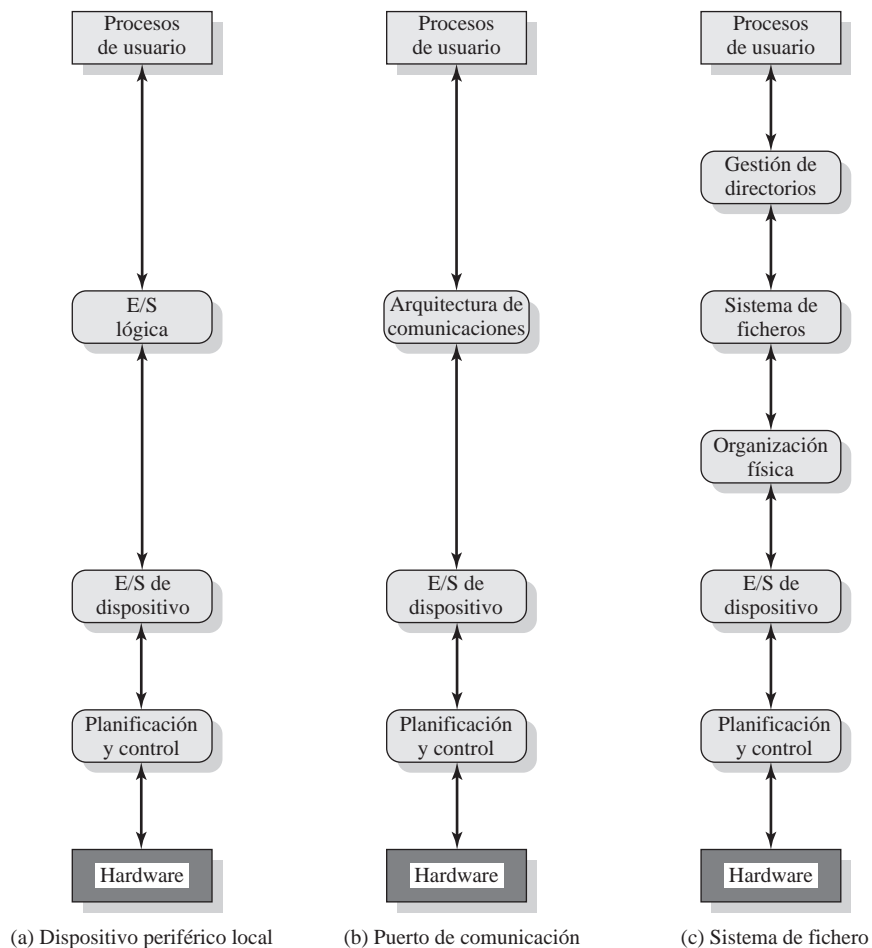 Procesos
de usuario
E/S
lógica
E/S de
dispositivo
Planificación
y control
Hardware
(a) Dispositivo periférico local
Procesos
de usuario
Arquitectura de
comunicaciones
E/S de
dispositivo
Planificación
y control
Hardware
(b) Puerto de comunicación
Procesos
de usuario
Gestión de
directorios
Sistema de
ficheros
Organización
física
E/S de
dispositivo
Planificación
y control
Hardware
(c) Sistema de fichero